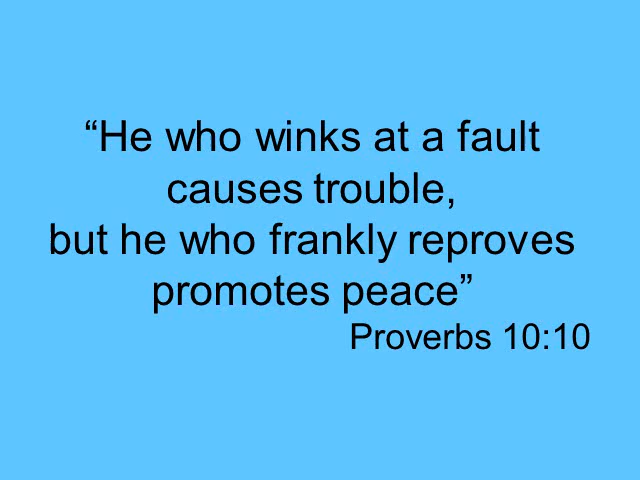 “He who winks at a fault
causes trouble,
but he who frankly reproves
promotes peace”
Proverbs 10:10